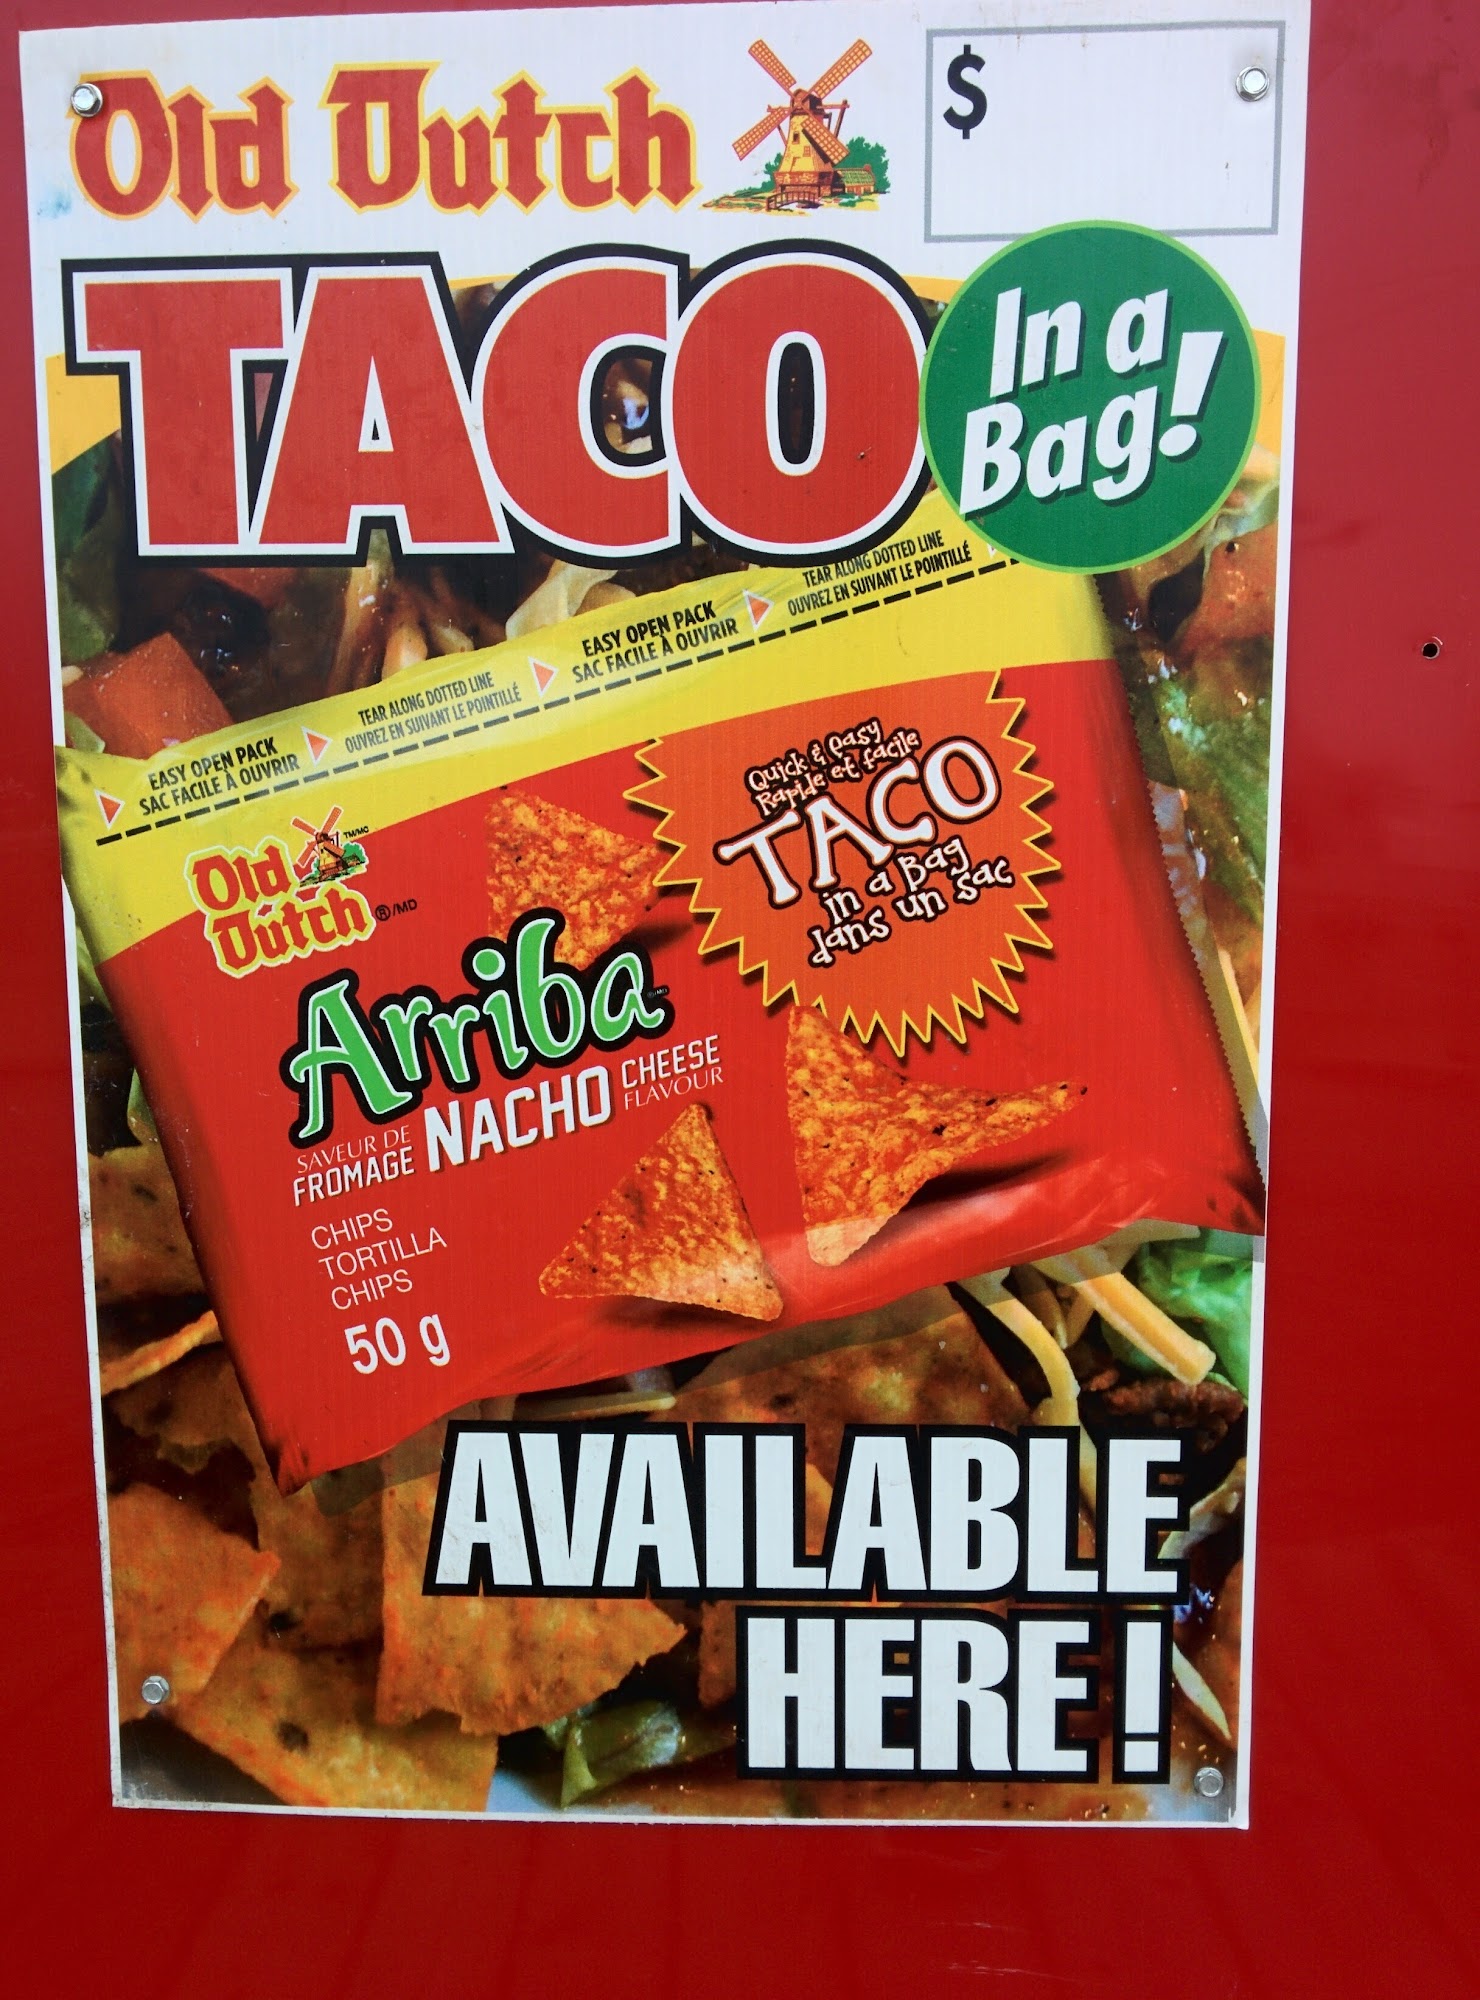 Old Dutch
$
TACO
In a
Bag!
EASY OPEN PACK
SAC FACILE À OUVRIR
TEAR ALONG DOTTED LINE
OUVREZ EN SUIVANT LE POINTILLÉ
EASY OPEN PACK
SAC FACILE À OUVRIR
TEAR ALONG DOTTED LINE
OUVREZ EN SUIVANT LE POINTILLÉ
Old
Dutch
TM/MC
®/MD
Quick & easy
Rapide et facile
TACO
in a Bag
dans un sac
Arriba
SAVEUR DE
FROMAGE
NACHO
CHEESE
FLAVOUR
CHIPS
TORTILLA
CHIPS
50 g
AVAILABLE
HERE!